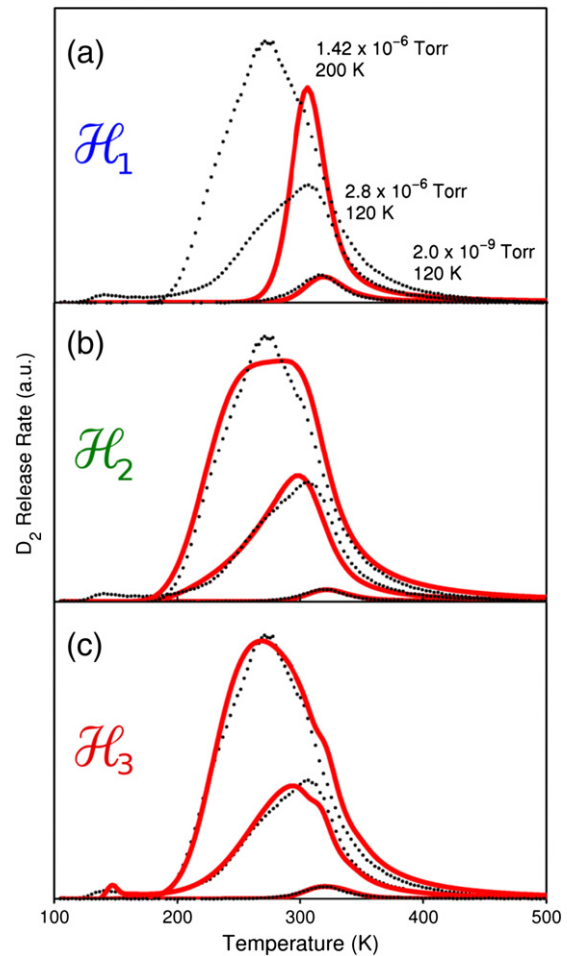 (a)
ℋ₁
1.42 x 10⁻⁶ Torr
200 K
2.8 x 10⁻⁶ Torr
120 K
2.0 x 10⁻⁹ Torr
120 K
(b)
ℋ₂
(c)
ℋ₃
D₂ Release Rate (a.u.)
100 200 300 400 500
Temperature (K)